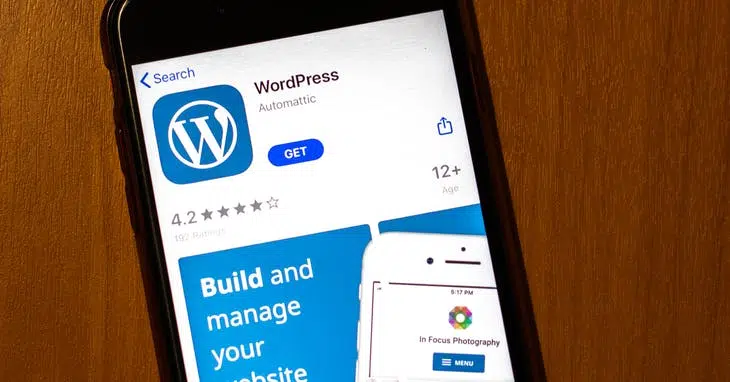 Search
WordPress
Automattic
GET
4.2
12+
Age
192 Ratings
Build and
manage
your
website
5:17 PM
In Focus Photography
MENU